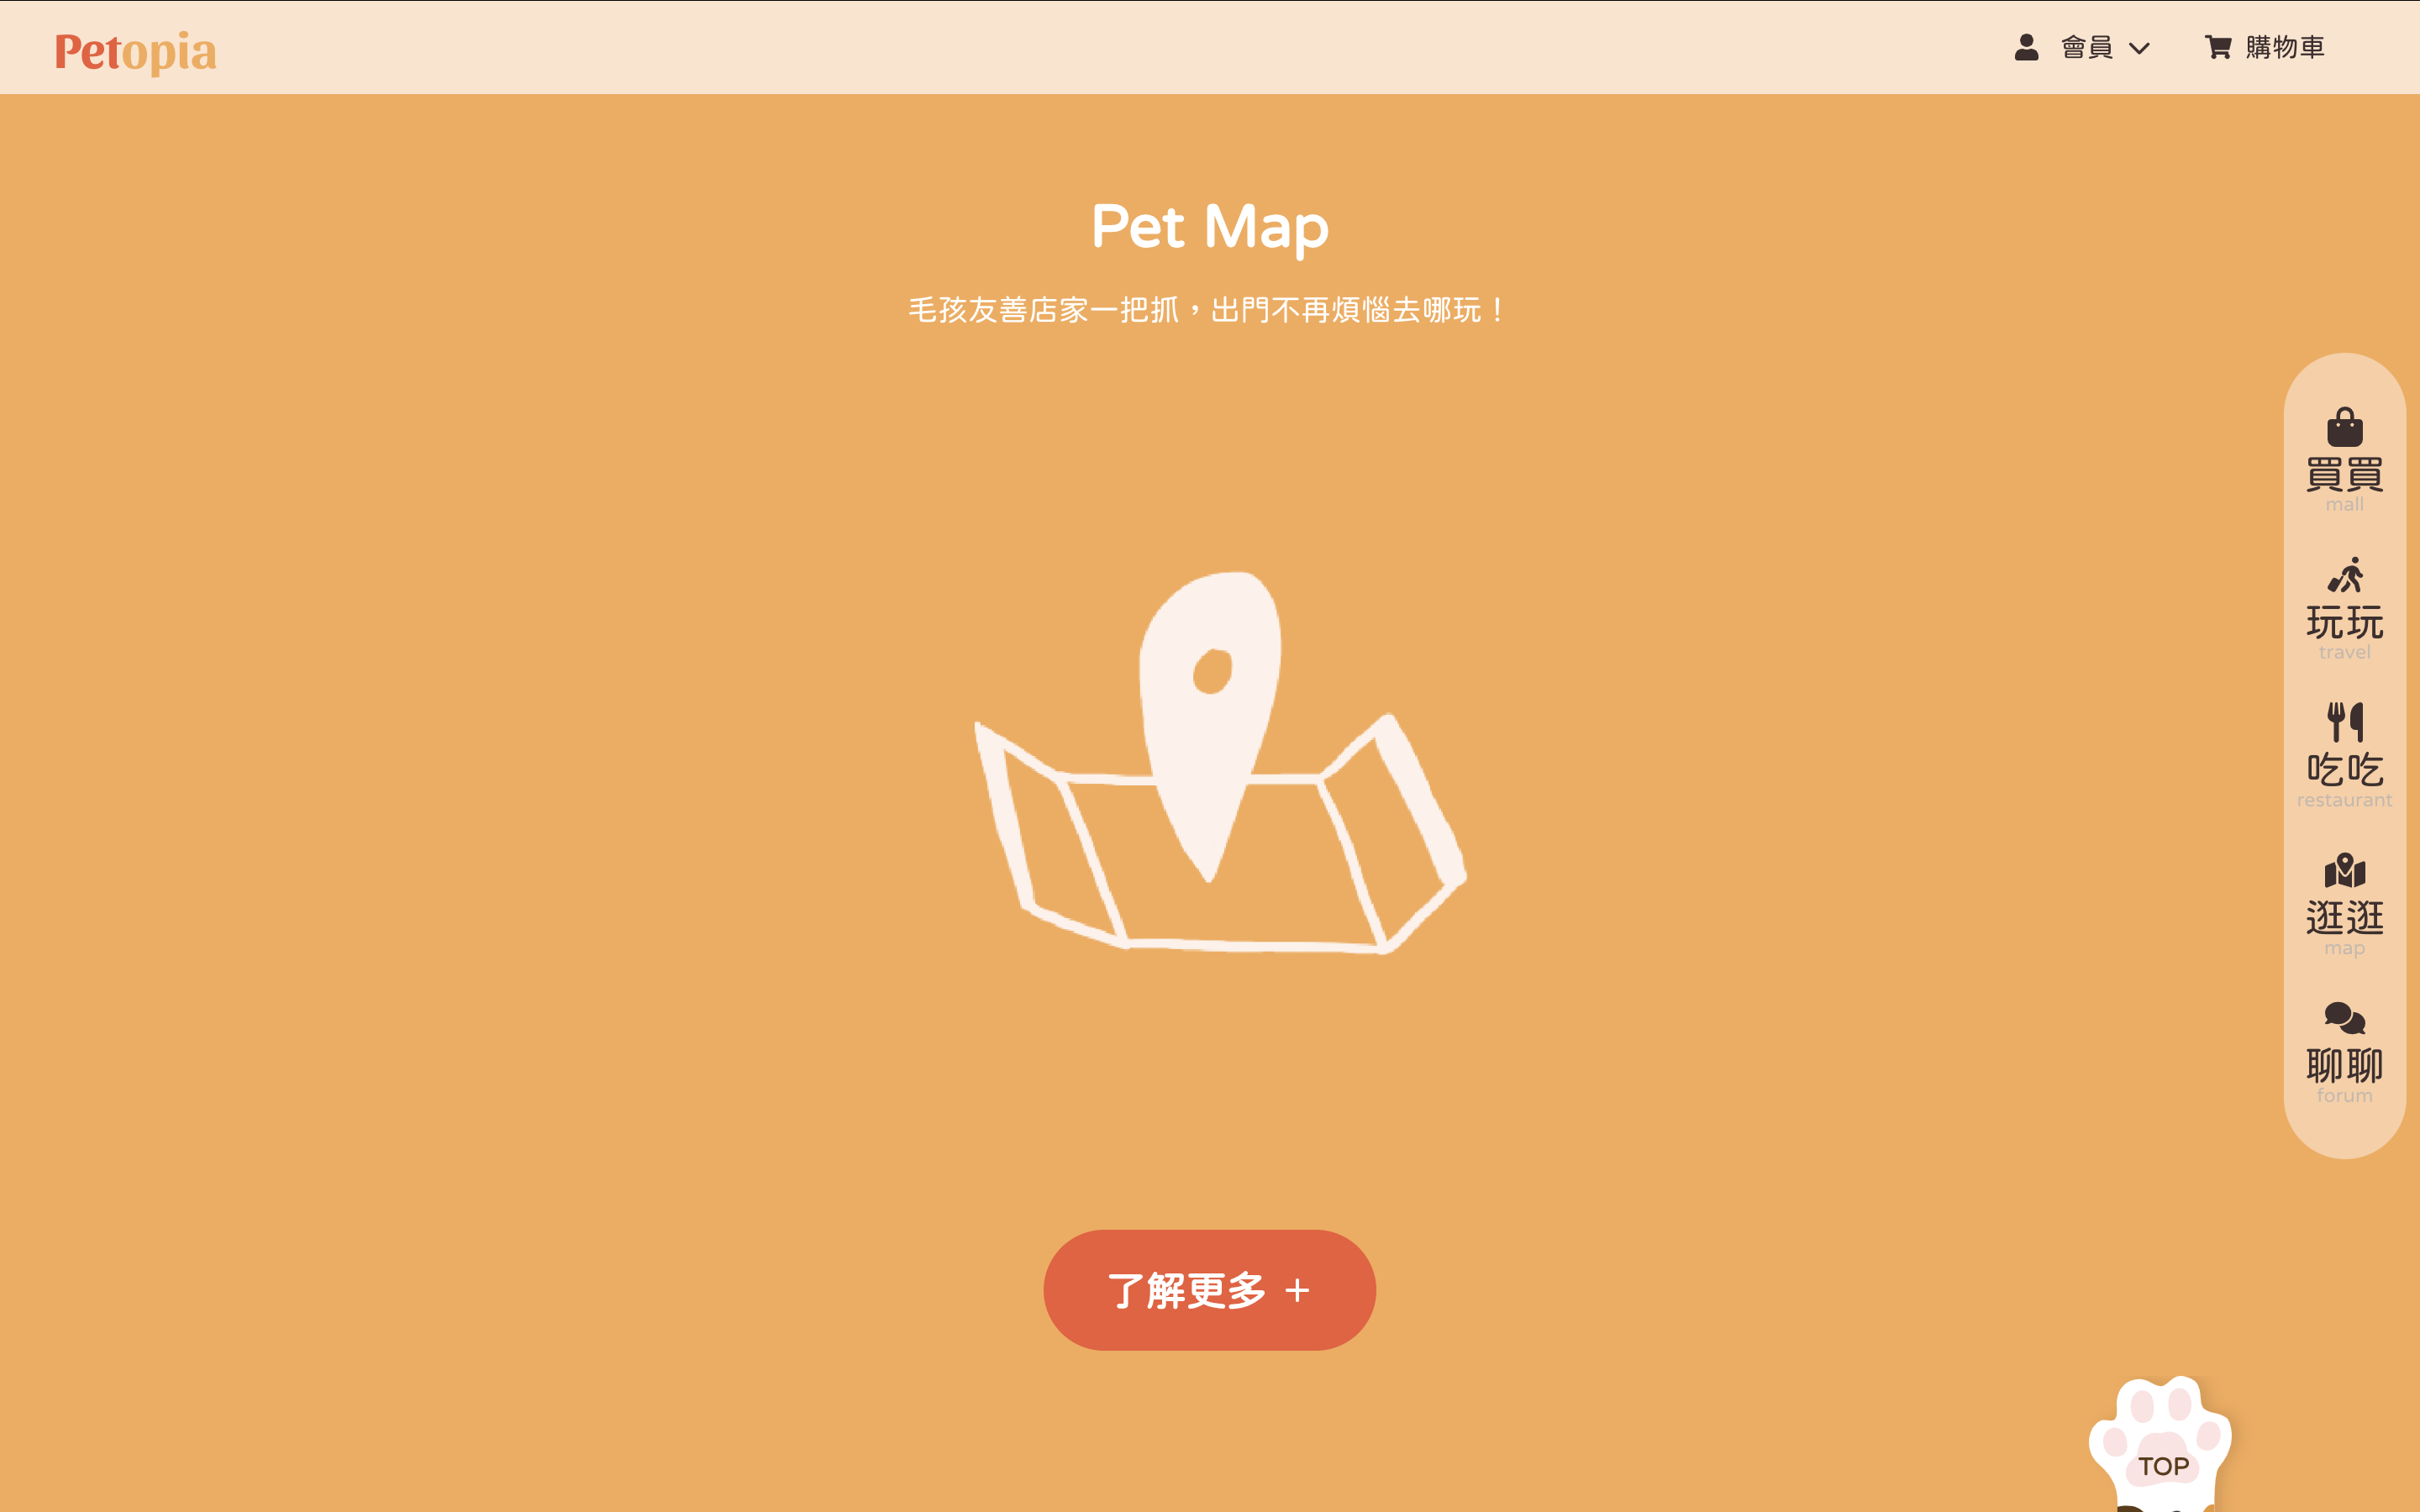 Petopia
會員
購物車
Pet Map
毛孩友善店家一把抓，出門不再煩惱去哪玩！
買買
mall
玩玩
travel
吃吃
restaurant
逛逛
map
聊聊
forum
了解更多 +
TOP